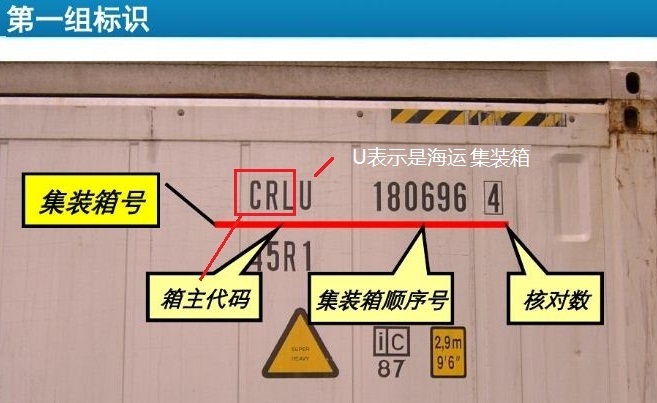 第一组标识
U表示是海运 集装箱
CRLU 180696 4
集装箱号
45R1
箱主代码
集装箱顺序号
核对数
SUPER
HEAVY
ic
87
2,9m
9'6"